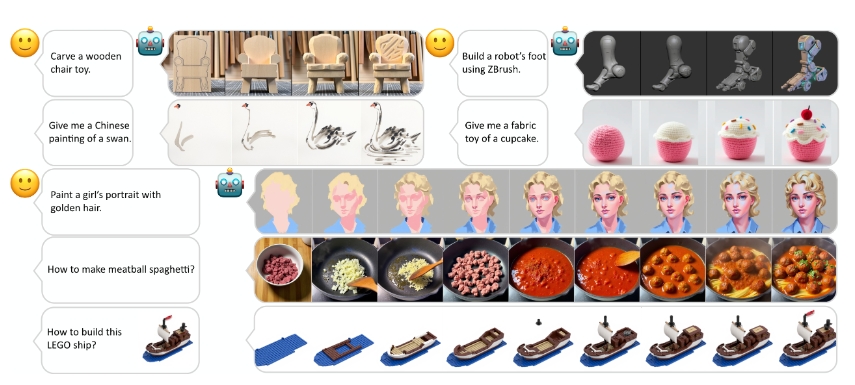 Carve a wooden
chair toy.
Build a robot's foot
using ZBrush.
Give me a Chinese
painting of a swan.
Give me a fabric
toy of a cupcake.
Paint a girl's portrait with
golden hair.
How to make meatball spaghetti?
How to build this
LEGO ship?